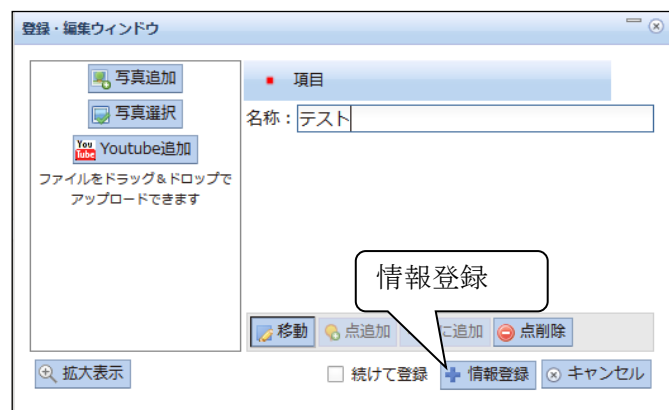 登録・編集ウィンドウ
写真追加
項目
写真選択
名称：テスト
You Tube Youtube追加
ファイルをドラッグ＆ドロップで
アップロードできます
情報登録
移動 点追加 に追加 点削除
拡大表示 続けて登録 情報登録 キャンセル